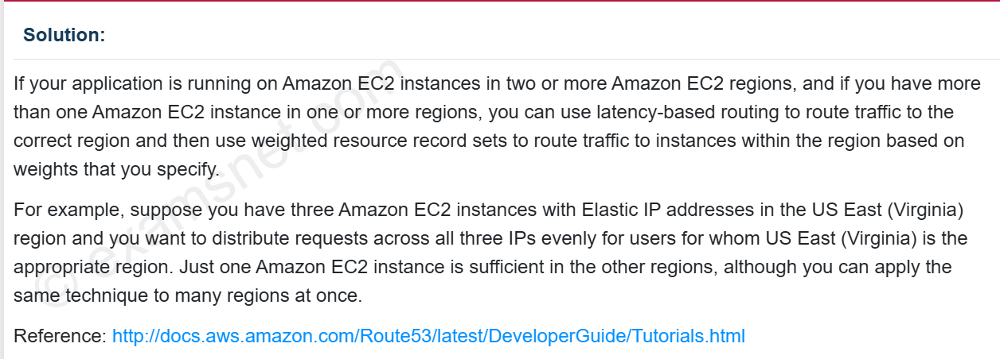 Solution:
If your application is running on Amazon EC2 instances in two or more Amazon EC2 regions, and if you have more
than one Amazon EC2 instance in one or more regions, you can use latency-based routing to route traffic to the
correct region and then use weighted resource record sets to route traffic to instances within the region based on
weights that you specify.
For example, suppose you have three Amazon EC2 instances with Elastic IP addresses in the US East (Virginia)
region and you want to distribute requests across all three IPs evenly for users for whom US East (Virginia) is the
appropriate region. Just one Amazon EC2 instance is sufficient in the other regions, although you can apply the
same technique to many regions at once.
Reference: http://docs.aws.amazon.com/Route53/latest/DeveloperGuide/Tutorials.html
© examsnet.com